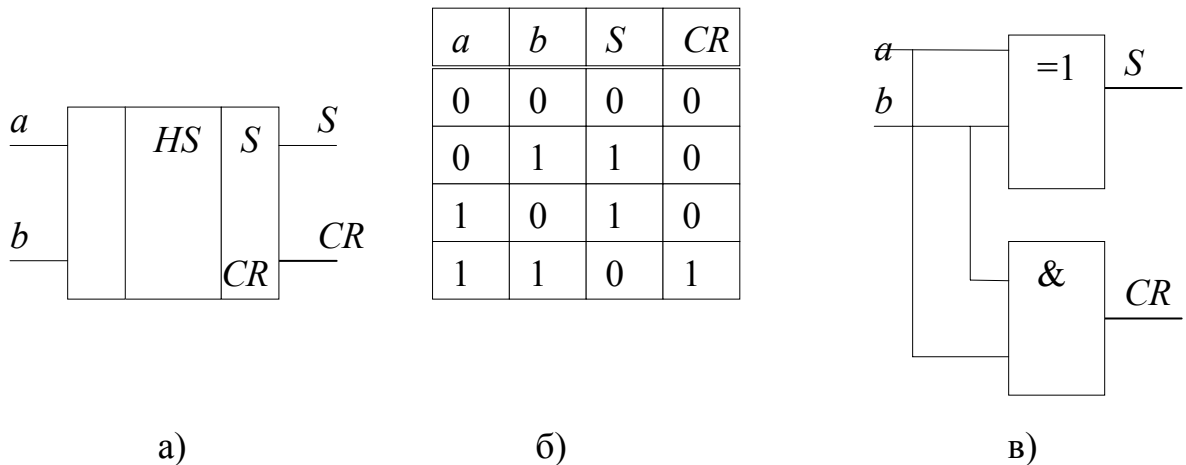 a
b
HS
S
CR
S
CR
a b S CR
0 0 0 0
0 1 1 0
1 0 1 0
1 1 0 1
a
b
=1
S
&
CR
а)
б)
в)